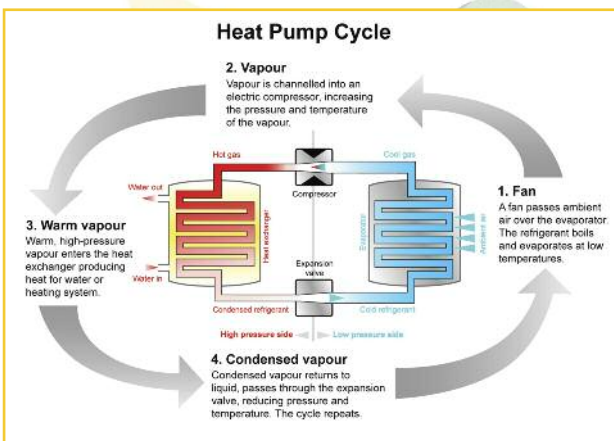 Heat Pump Cycle
2. Vapour
Vapour is channelled into an
electric compressor, increasing
the pressure and temperature
of the vapour.
Hot gas
Cool gas
Compressor
Water out
Heat exchanger
Water in
Evaporator
Ambient air
1. Fan
A fan passes ambient
air over the evaporator.
The refrigerant boils
and evaporates at low
temperatures.
3. Warm vapour
Warm, high-pressure
vapour enters the heat
exchanger producing
heat for water or
heating system.
Expansion
valve
Condensed refrigerant
Cold refrigerant
High pressure side
Low pressure side
4. Condensed vapour
Condensed vapour returns to
liquid, passes through the expansion
valve, reducing pressure and
temperature. The cycle repeats.